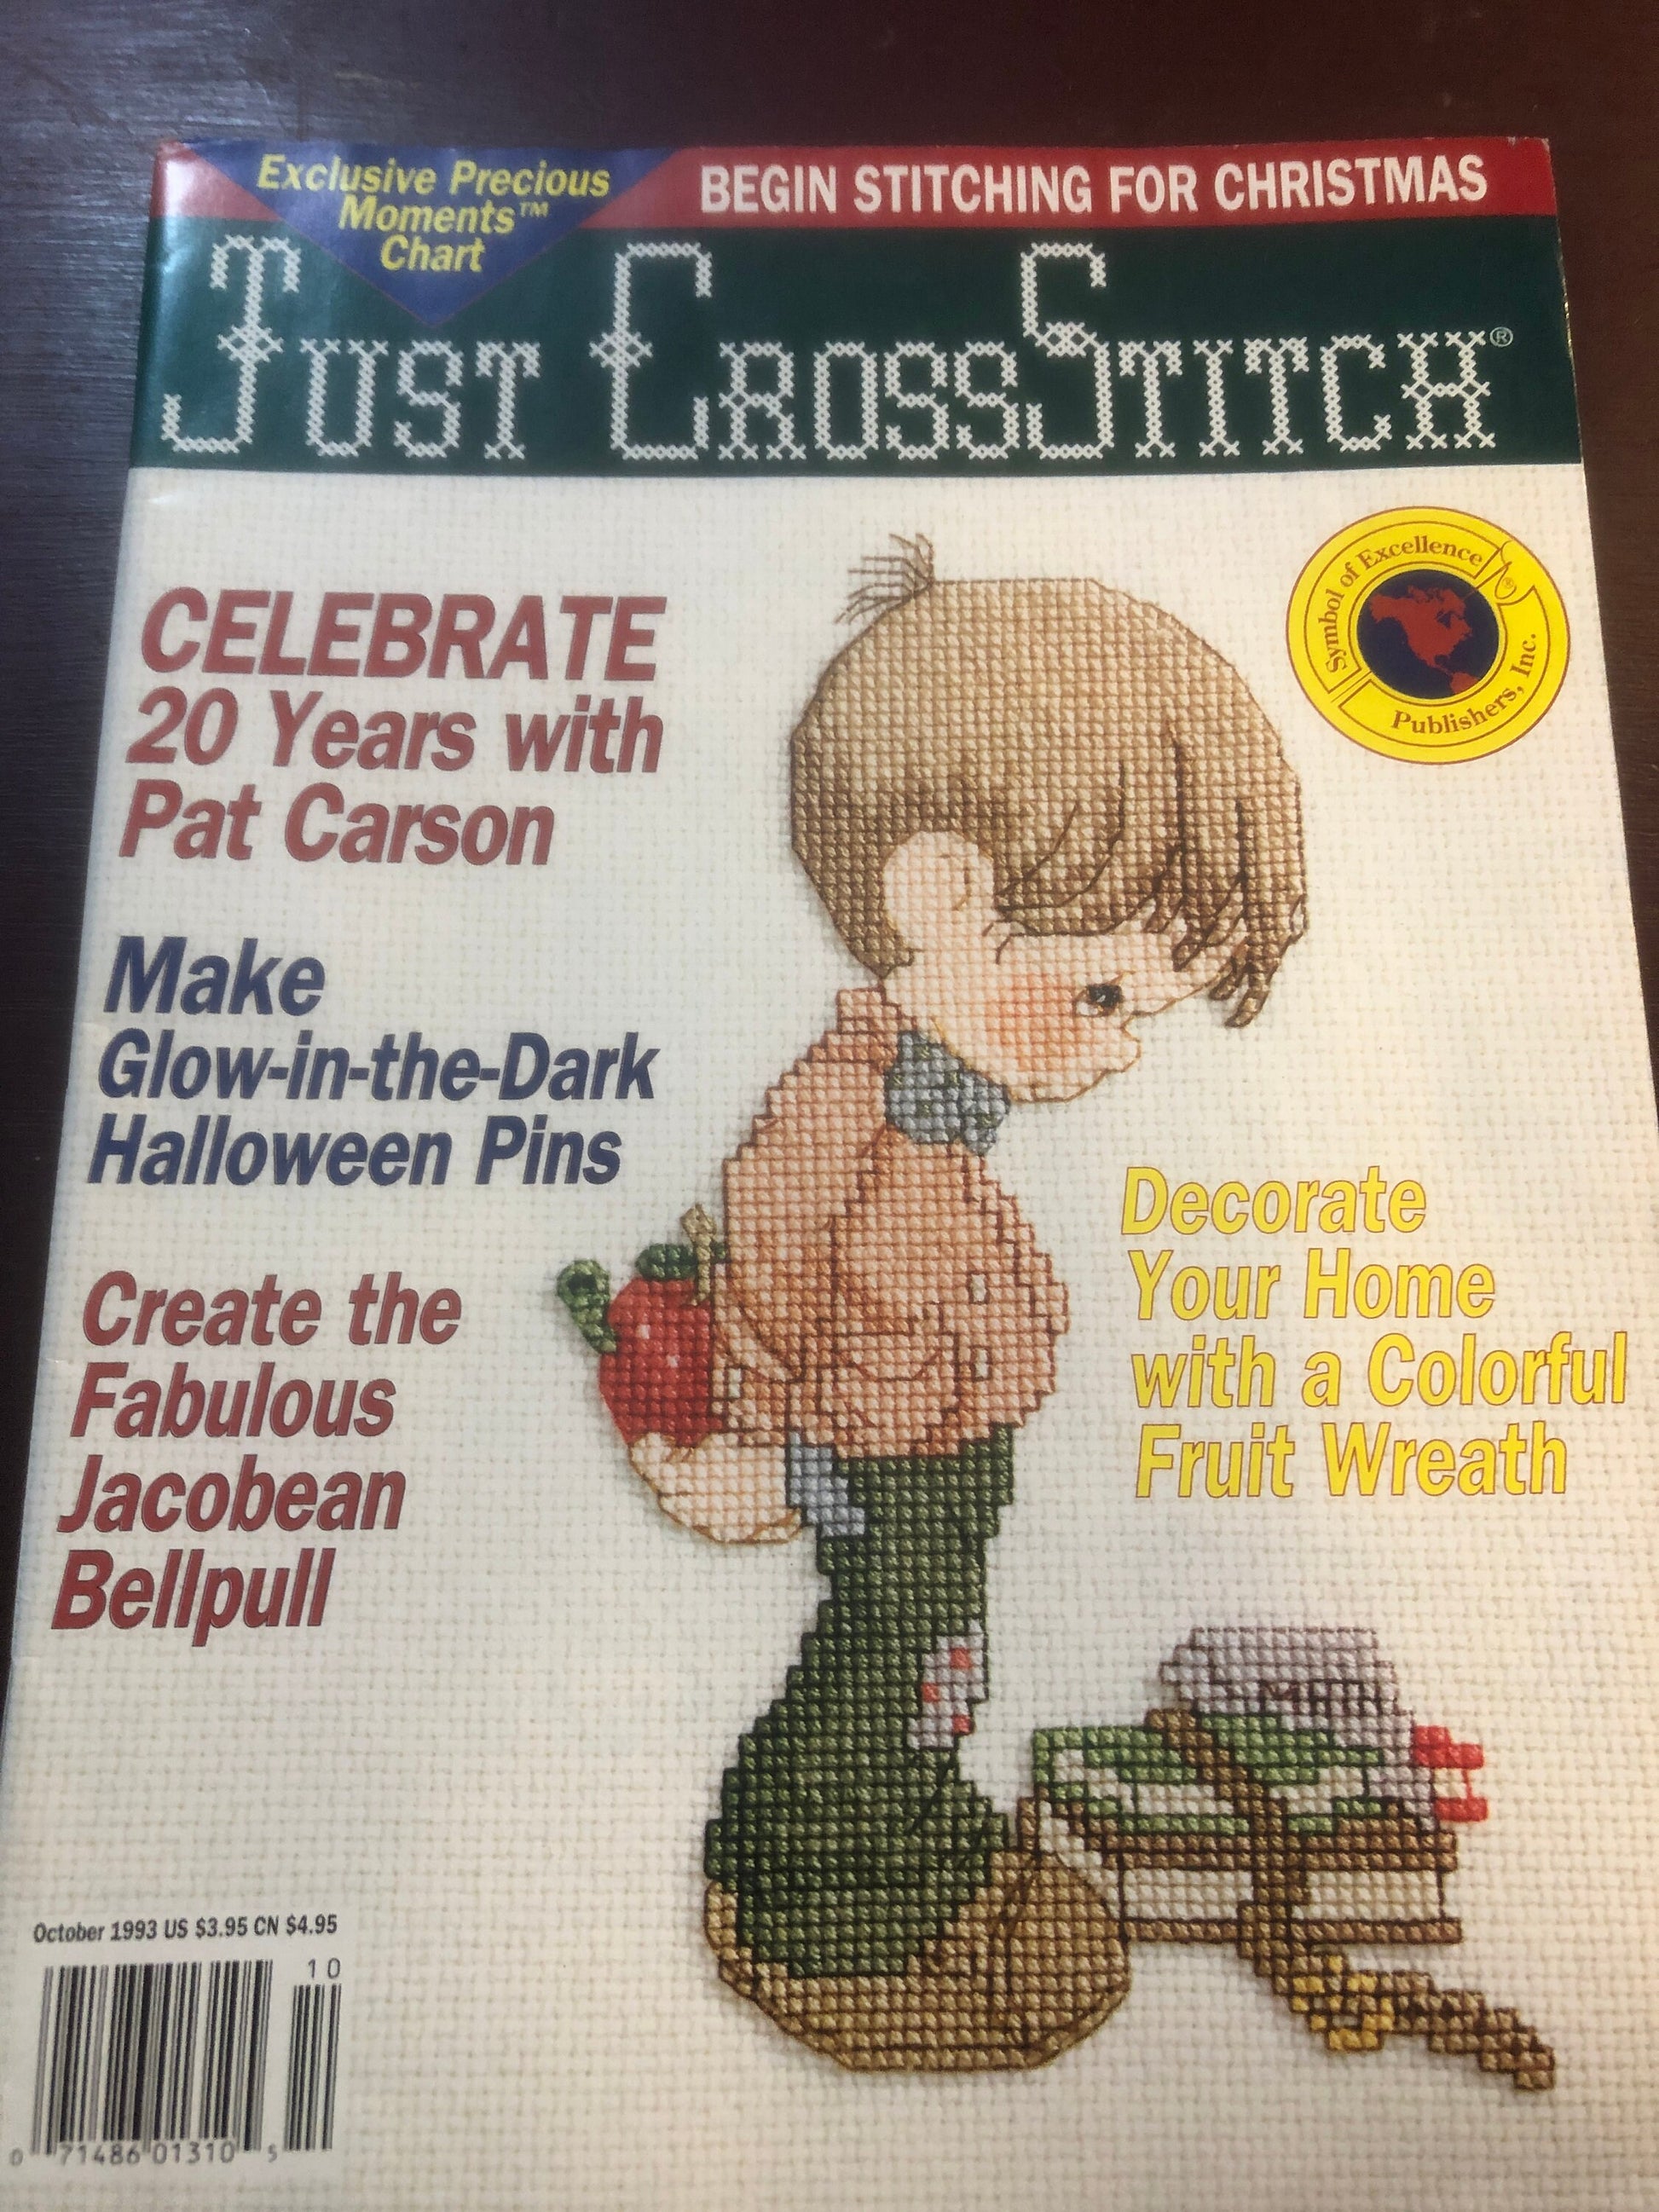 Exclusive Precious
Moments™
Chart
BEGIN STITCHING FOR CHRISTMAS
JUST CROSSSTITCH®
Symbol of Excellence
Publishers, Inc.
®
CELEBRATE
20 Years with
Pat Carson
Make
Glow-in-the-Dark
Halloween Pins
Create the
Fabulous
Jacobean
Bellpull
Decorate
Your Home
with a Colorful
Fruit Wreath
October 1993 US $3.95 CN $4.95
10
0 71486 01310 5